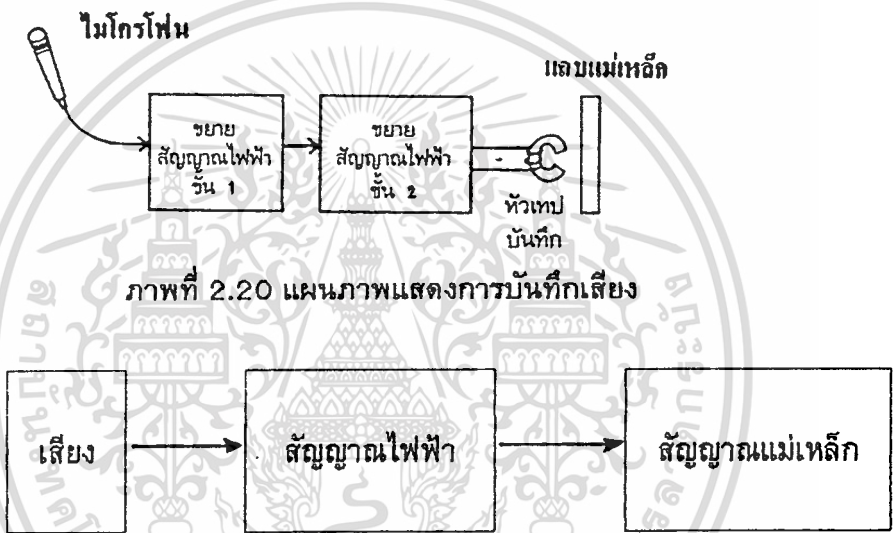 ไมโครโฟน
แถบแม่เหล็ก
ขยาย
สัญญาณไฟฟ้า
ชั้น 1
ขยาย
สัญญาณไฟฟ้า
ชั้น 2
หัวเทป
บันทึก
ภาพที่ 2.20 แผนภาพแสดงการบันทึกเสียง
เสียง
สัญญาณไฟฟ้า
สัญญาณแม่เหล็ก